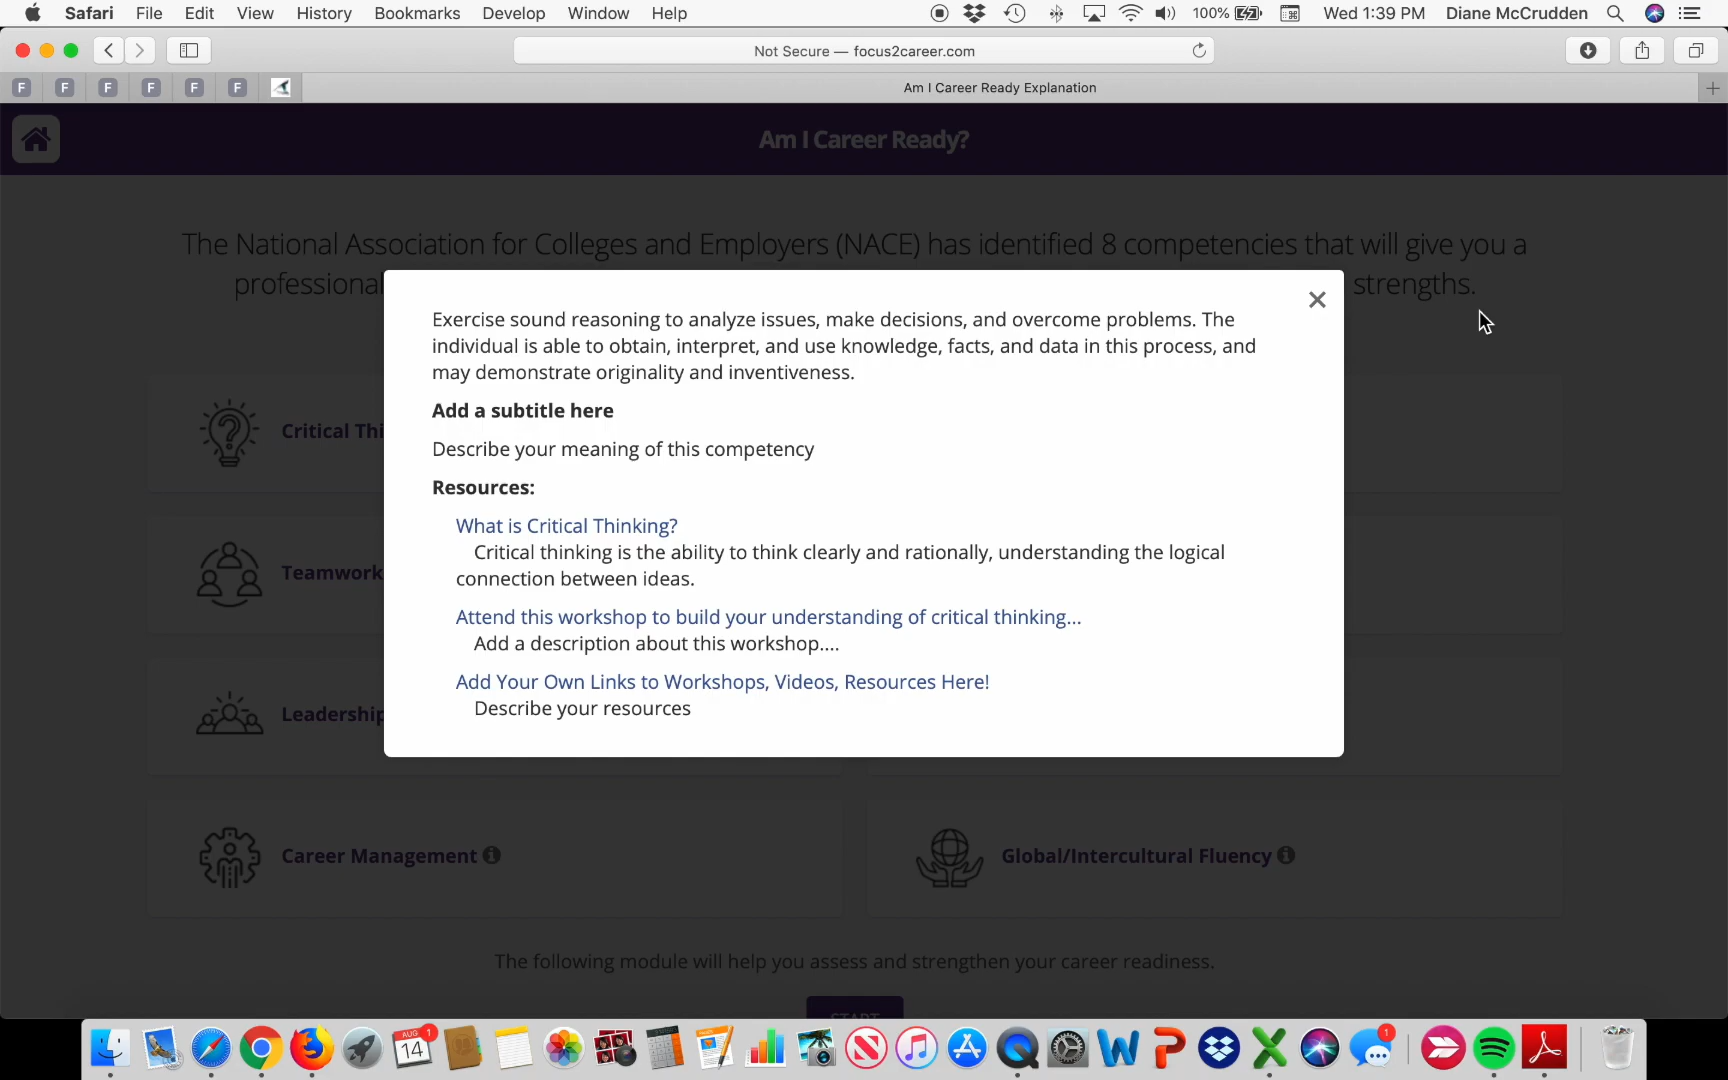 Safari File Edit View History Bookmarks Develop Window Help 100% Wed 1:39 PM Diane McCrudden
Not Secure — focus2career.com
F F F F F F Am I Career Ready Explanation
Am I Career Ready?
The National Association for Colleges and Employers (NACE) has identified 8 competencies that will give you a
professional strengths.
Exercise sound reasoning to analyze issues, make decisions, and overcome problems. The
individual is able to obtain, interpret, and use knowledge, facts, and data in this process, and
may demonstrate originality and inventiveness.
Add a subtitle here
Describe your meaning of this competency
Resources:
What is Critical Thinking?
Critical thinking is the ability to think clearly and rationally, understanding the logical
connection between ideas.
Attend this workshop to build your understanding of critical thinking...
Add a description about this workshop....
Add Your Own Links to Workshops, Videos, Resources Here!
Describe your resources
Critical Thi
Teamwork
Leadership
Career Management Global/Intercultural Fluency
The following module will help you assess and strengthen your career readiness.
START
AUG 14 1 1